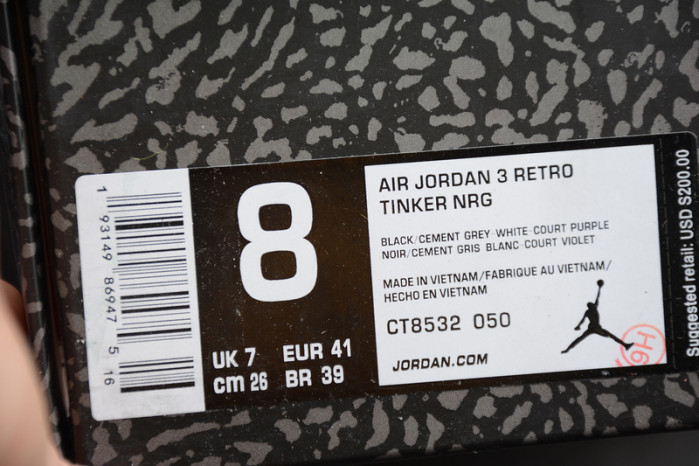 1 93149 86947 5 16
8
UK 7 EUR 41
cm 26 BR 39
AIR JORDAN 3 RETRO
TINKER NRG
BLACK/CEMENT GREY-WHITE-COURT PURPLE
NOIR/CEMENT GRIS BLANC-COURT VIOLET
MADE IN VIETNAM/FABRIQUE AU VIETNAM/
HECHO EN VIETNAM
CT8532 050
JORDAN.COM
Suggested retail: USD $200.00